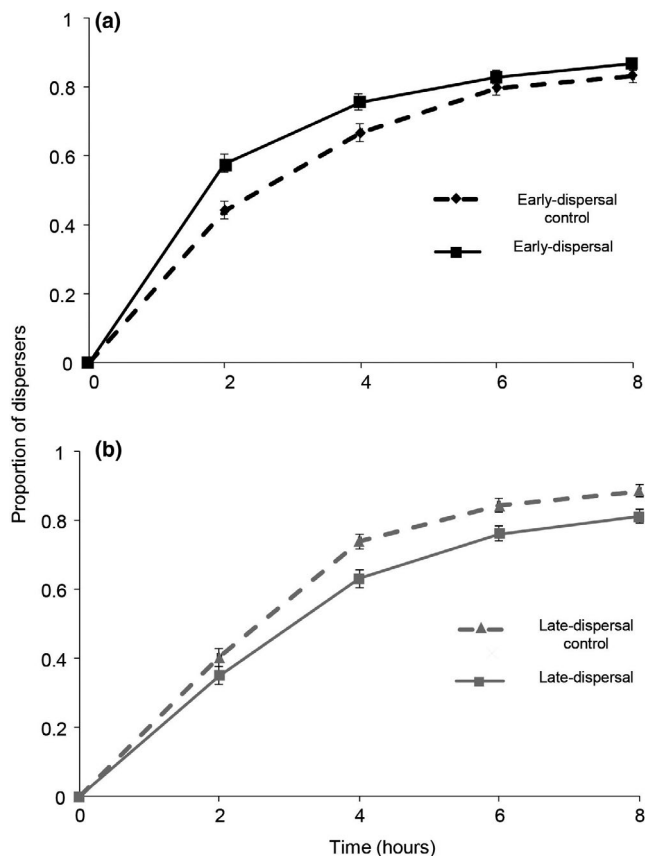 (a)
1
0.8
0.6
0.4
0.2
0
0 2 4 6 8
Early-dispersal
control
Early-dispersal
Proportion of dispersers
(b)
1
0.8
0.6
0.4
0.2
0
0 2 4 6 8
Late-dispersal
control
Late-dispersal
Time (hours)